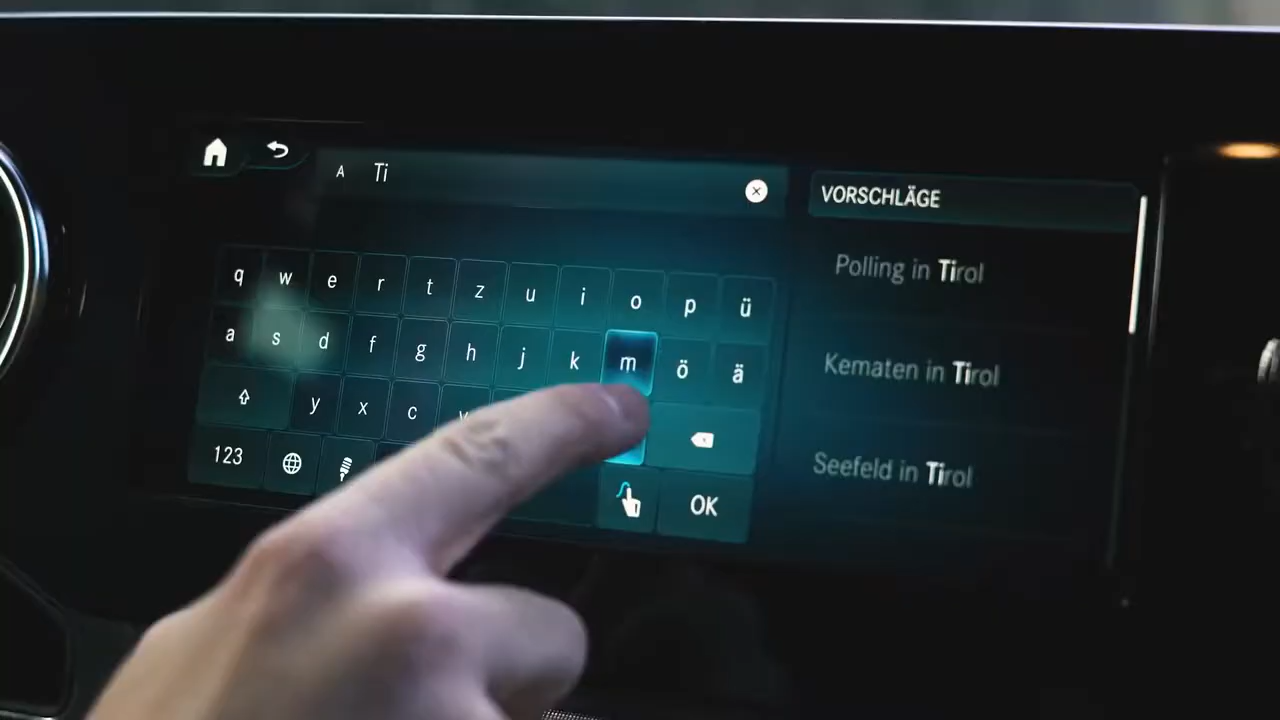 A Ti
VORSCHLÄGE
Polling in Tirol
Kematen in Tirol
Seefeld in Tirol
q w e r t z u i o p ü
a s d f g h j k m ö ä
y x c v
123
OK